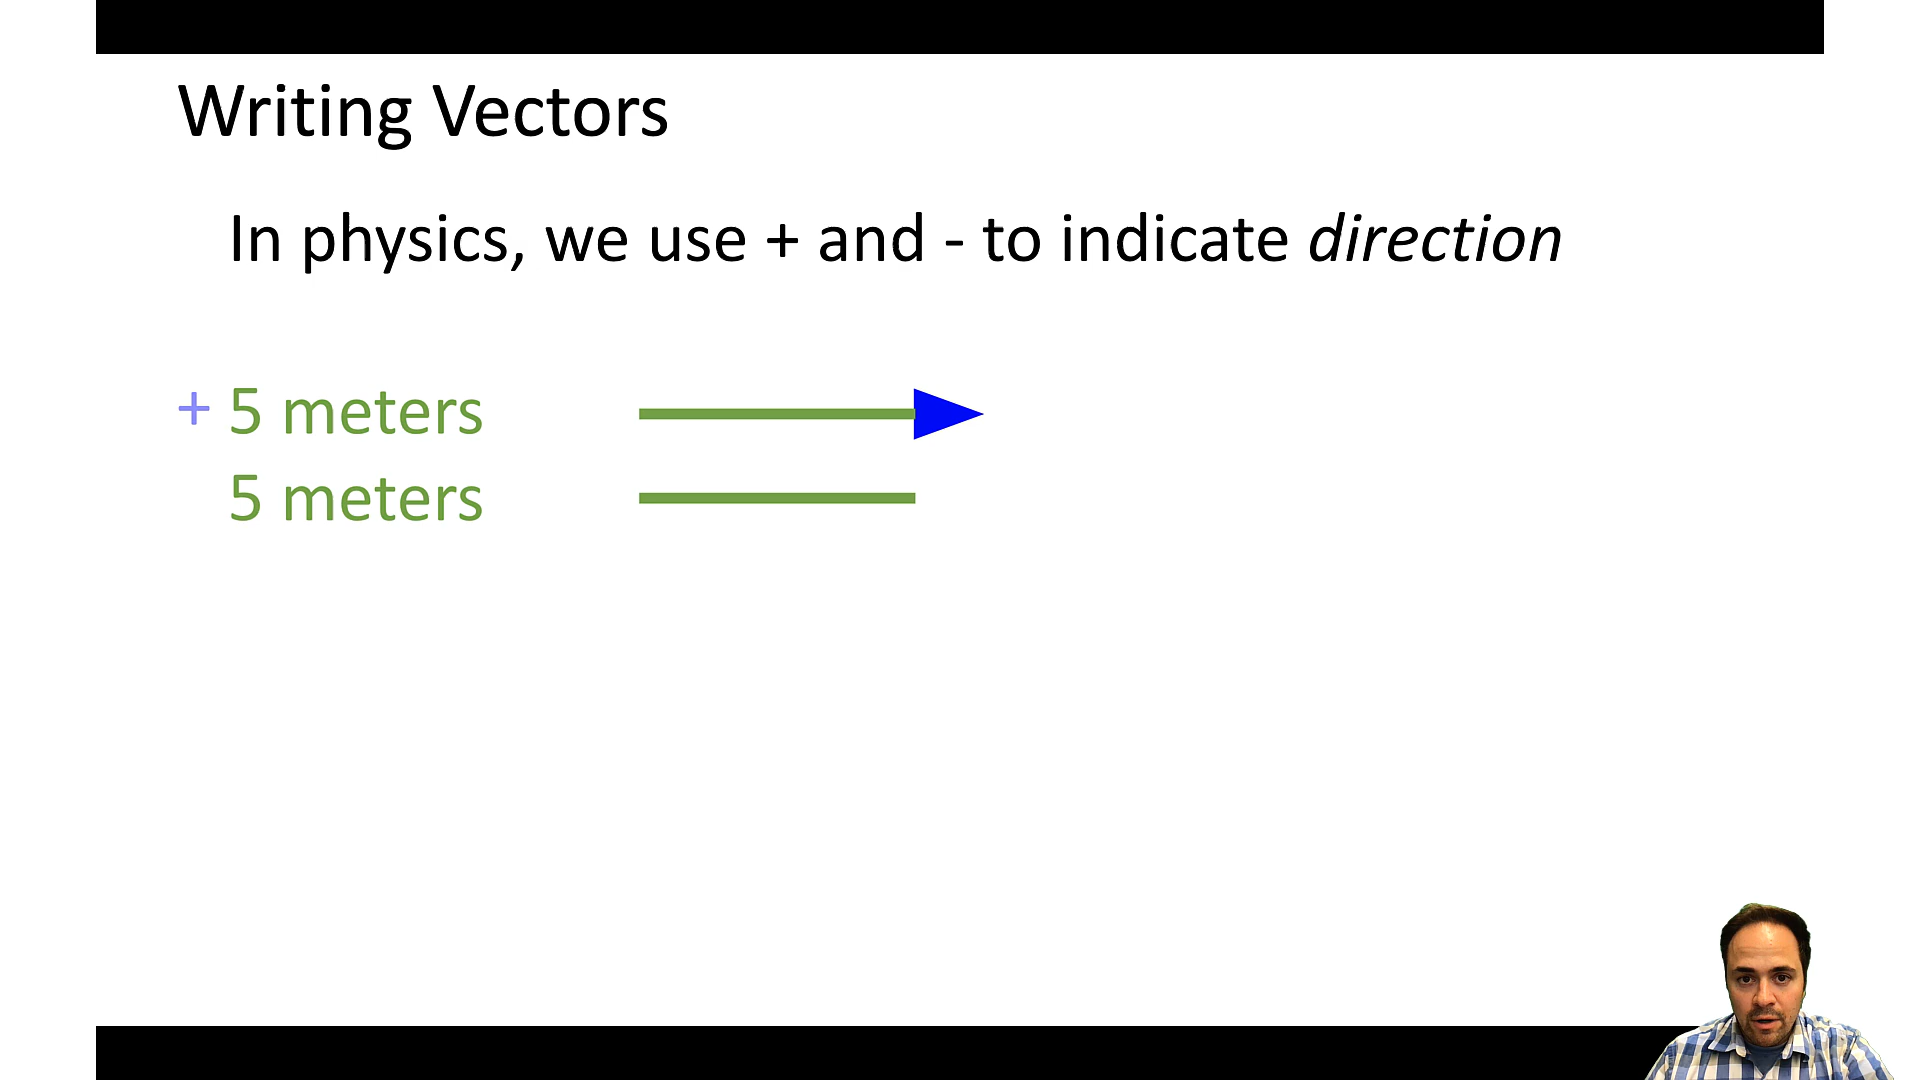 Writing Vectors
In physics, we use + and - to indicate direction
+ 5 meters
5 meters